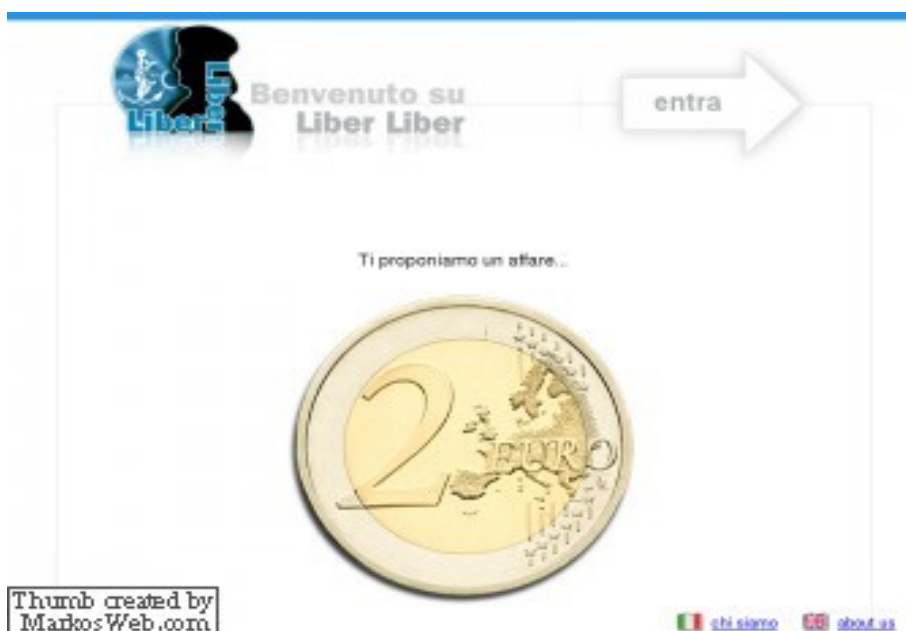 Liber
Liber
Benvenuto su
Liber Liber
entra
Ti proponiamo un affare...
2
EURO
Thumb created by
MarkosWeb.com
chi siamo
about us